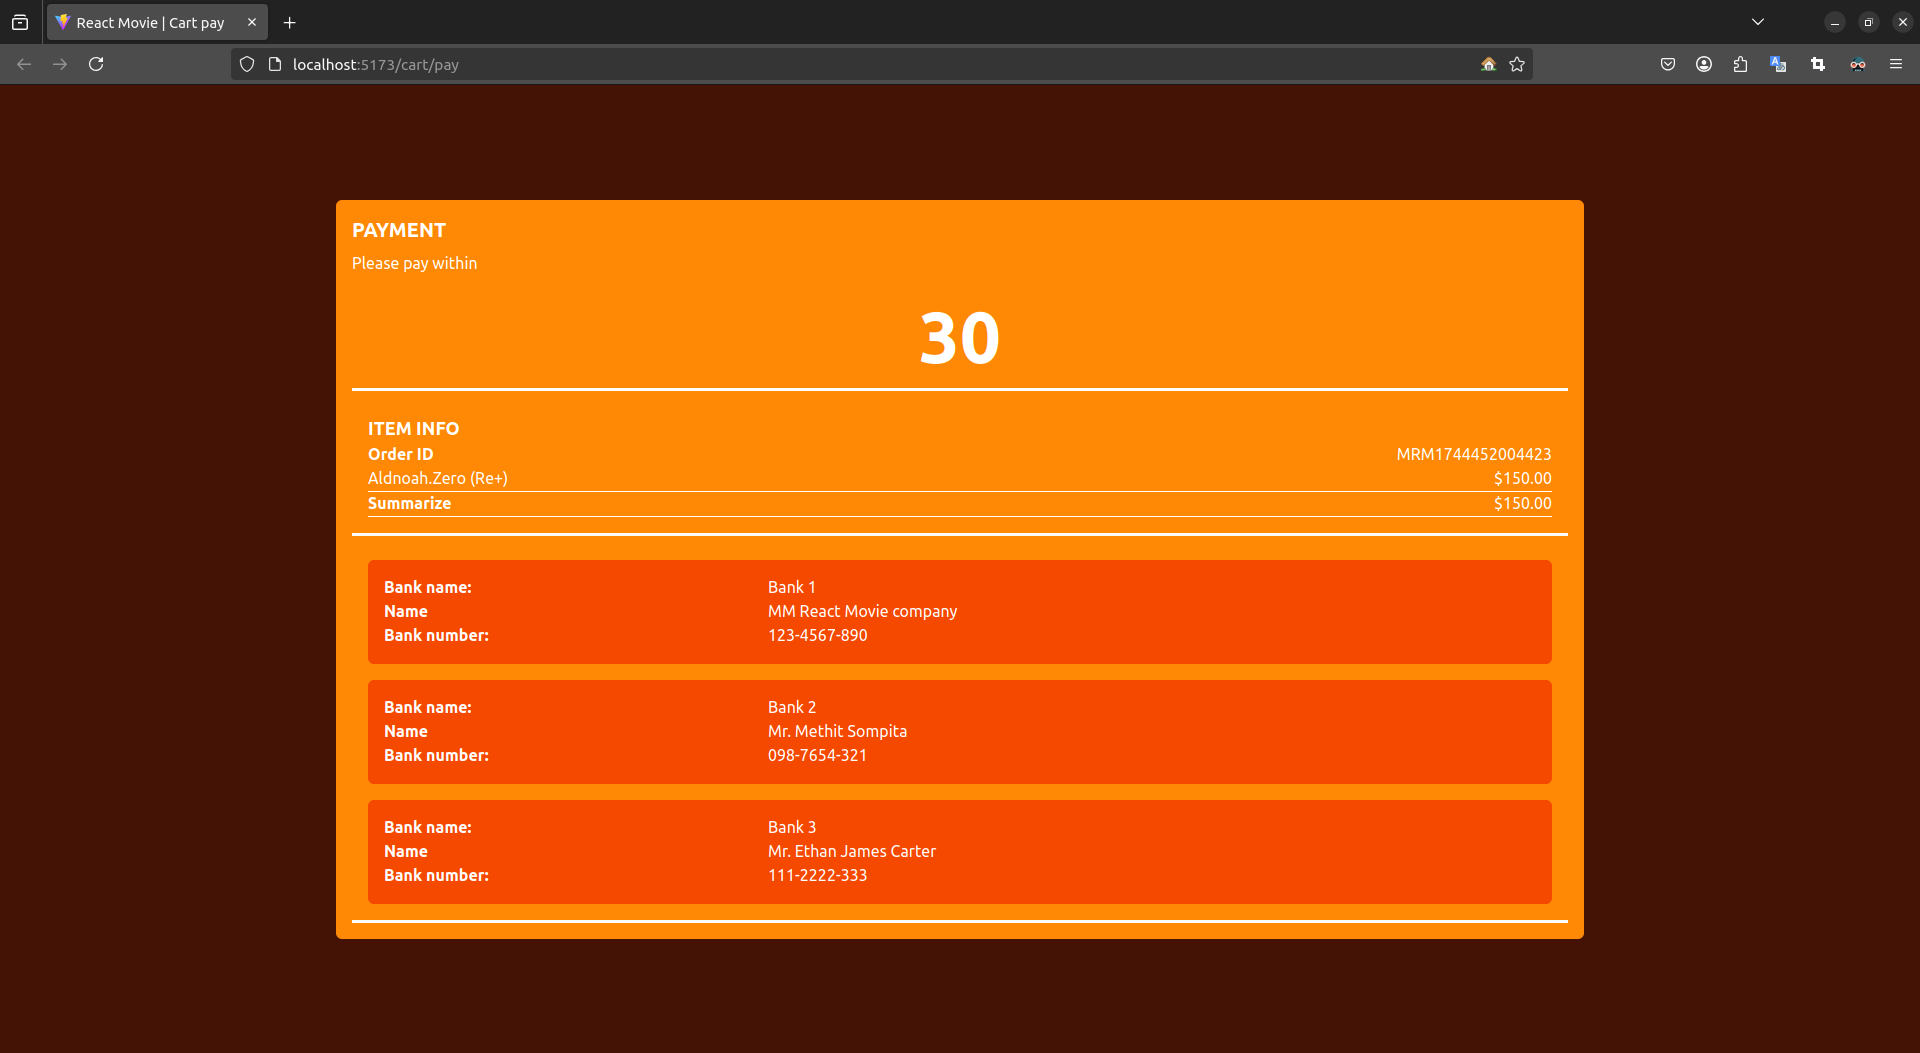 React Movie | Cart pay
localhost:5173/cart/pay
PAYMENT
Please pay within
30
ITEM INFO
Order ID MRM1744452004423
Aldnoah.Zero (Re+) $150.00
Summarize $150.00
Bank name: Bank 1
Name MM React Movie company
Bank number: 123-4567-890
Bank name: Bank 2
Name Mr. Methit Sompita
Bank number: 098-7654-321
Bank name: Bank 3
Name Mr. Ethan James Carter
Bank number: 111-2222-333